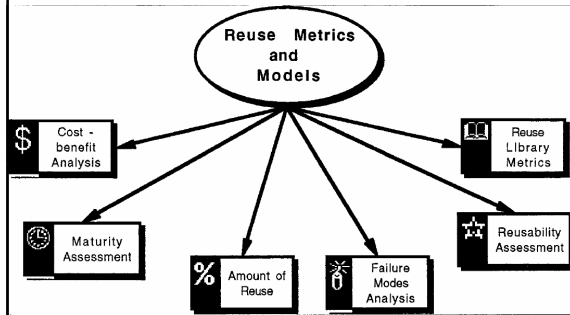 Reuse Metrics
and
Models
$
Cost -
benefit
Analysis
Reuse
Library
Metrics
Maturity
Assessment
Reusability
Assessment
%
Amount of
Reuse
Failure
Modes
Analysis